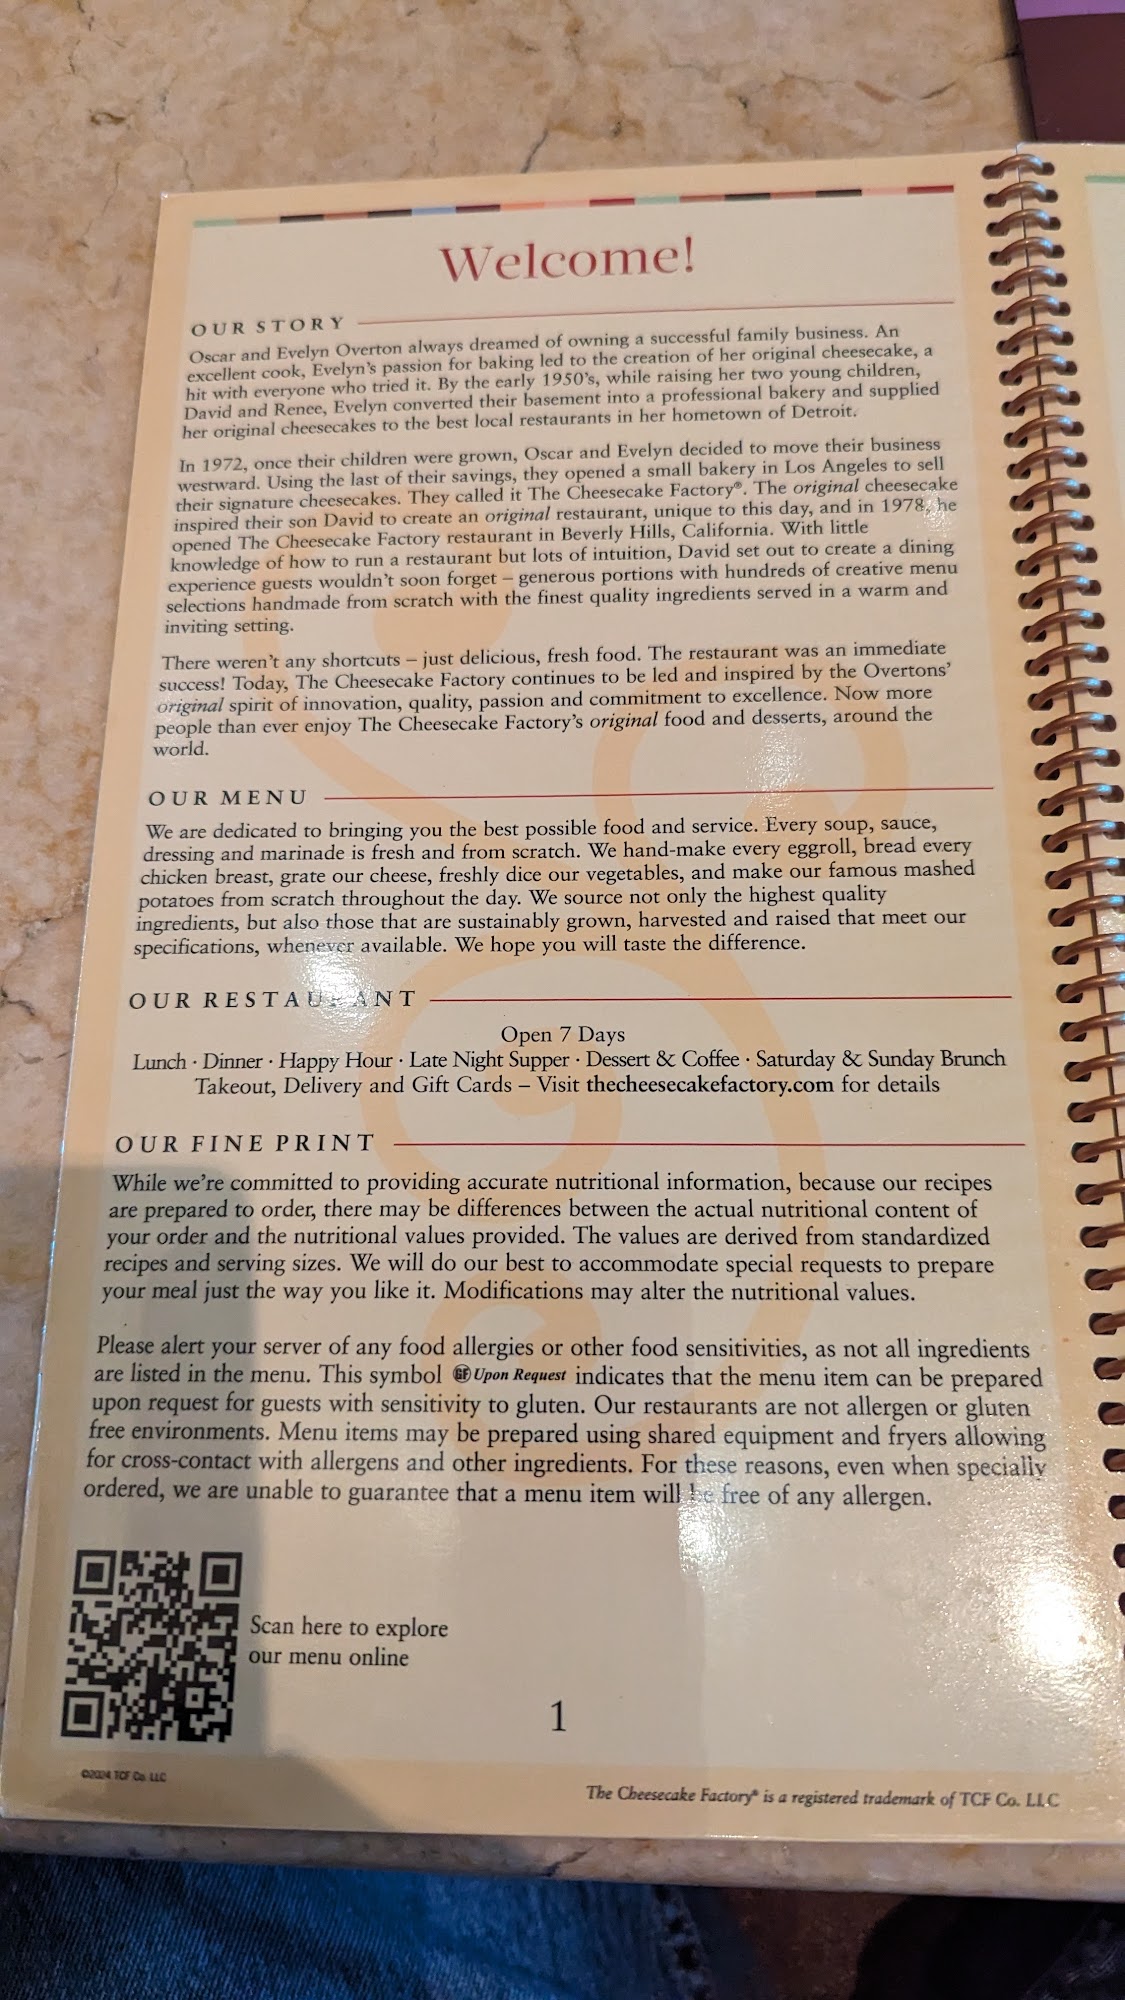 Welcome!
OUR STORY
Oscar and Evelyn Overton always dreamed of owning a successful family business. An
excellent cook, Evelyn's passion for baking led to the creation of her original cheesecake, a
hit with everyone who tried it. By the early 1950's, while raising her two young children,
David and Renee, Evelyn converted their basement into a professional bakery and supplied
her original cheesecakes to the best local restaurants in her hometown of Detroit.
In 1972, once their children were grown, Oscar and Evelyn decided to move their business
westward. Using the last of their savings, they opened a small bakery in Los Angeles to sell
their signature cheesecakes. They called it The Cheesecake Factory®. The original cheesecake
inspired their son David to create an original restaurant, unique to this day, and in 1978, he
opened The Cheesecake Factory restaurant in Beverly Hills, California. With little
knowledge of how to run a restaurant but lots of intuition, David set out to create a dining
experience guests wouldn't soon forget – generous portions with hundreds of creative menu
selections handmade from scratch with the finest quality ingredients served in a warm and
inviting setting.
There weren't any shortcuts – just delicious, fresh food. The restaurant was an immediate
success! Today, The Cheesecake Factory continues to be led and inspired by the Overtons'
original spirit of innovation, quality, passion and commitment to excellence. Now more
people than ever enjoy The Cheesecake Factory's original food and desserts, around the
world.
OUR MENU
We are dedicated to bringing you the best possible food and service. Every soup, sauce,
dressing and marinade is fresh and from scratch. We hand-make every eggroll, bread every
chicken breast, grate our cheese, freshly dice our vegetables, and make our famous mashed
potatoes from scratch throughout the day. We source not only the highest quality
ingredients, but also those that are sustainably grown, harvested and raised that meet our
specifications, whenever available. We hope you will taste the difference.
OUR RESTAURANT
Open 7 Days
Lunch · Dinner · Happy Hour · Late Night Supper · Dessert & Coffee · Saturday & Sunday Brunch
Takeout, Delivery and Gift Cards – Visit thecheesecakefactory.com for details
OUR FINE PRINT
While we're committed to providing accurate nutritional information, because our recipes
are prepared to order, there may be differences between the actual nutritional content of
your order and the nutritional values provided. The values are derived from standardized
recipes and serving sizes. We will do our best to accommodate special requests to prepare
your meal just the way you like it. Modifications may alter the nutritional values.
Please alert your server of any food allergies or other food sensitivities, as not all ingredients
are listed in the menu. This symbol GF Upon Request indicates that the menu item can be prepared
upon request for guests with sensitivity to gluten. Our restaurants are not allergen or gluten
free environments. Menu items may be prepared using shared equipment and fryers allowing
for cross-contact with allergens and other ingredients. For these reasons, even when specially
ordered, we are unable to guarantee that a menu item will be free of any allergen.
Scan here to explore
our menu online
1
©2024 TCF Co. LLC
The Cheesecake Factory® is a registered trademark of TCF Co. LLC